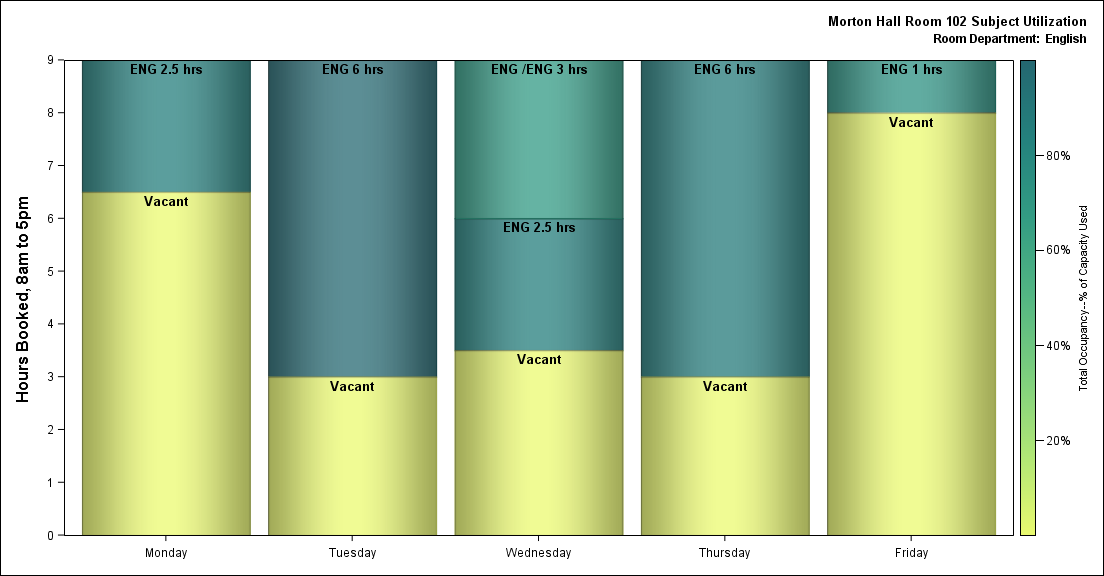 Morton Hall Room 102 Subject Utilization
Room Department: English
Hours Booked, 8am to 5pm
9
8
7
6
5
4
3
2
1
0
ENG 2.5 hrs
Vacant
ENG 6 hrs
Vacant
ENG /ENG 3 hrs
ENG 2.5 hrs
Vacant
ENG 6 hrs
Vacant
ENG 1 hrs
Vacant
Monday
Tuesday
Wednesday
Thursday
Friday
80%
60%
40%
20%
Total Occupancy--% of Capacity Used